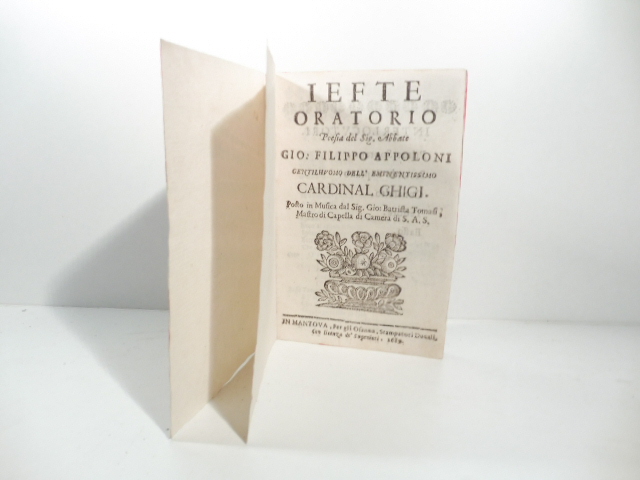 IEFTE
ORATORIO
Poesia del Sig. Abbate
GIO: FILIPPO APPOLONI
GENTILHUOMO DELL' EMINENTISSIMO
CARDINAL GHIGI.
Posto in Musica dal Sig. Gio: Battista Tomasi,
Mastro di Capella di Camera di S. A. S.
IN MANTOVA, Per gli Osanna, Stampatori Ducali,
Con licenza de' Superiori,